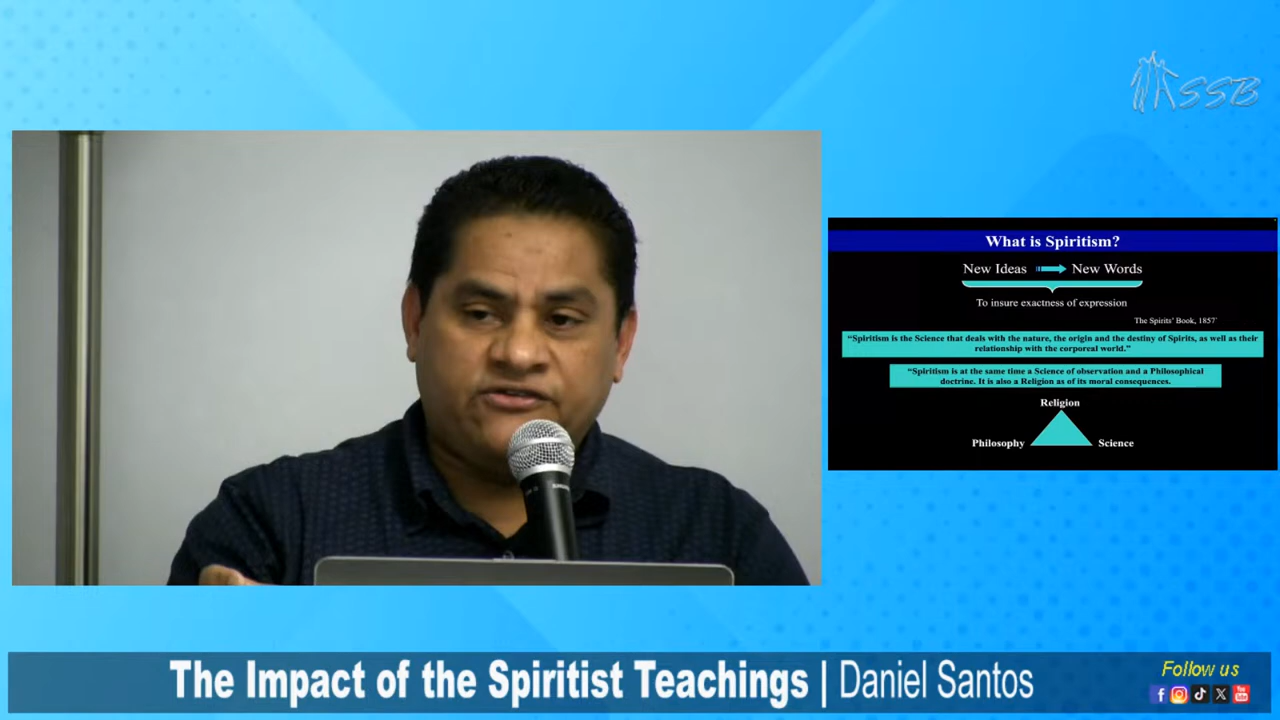 SSB
What is Spiritism?
New Ideas New Words
To insure exactness of expression
The Spirits' Book, 1857
“Spiritism is the Science that deals with the nature, the origin and the destiny of Spirits, as well as their
relationship with the corporeal world.”
“Spiritism is at the same time a Science of observation and a Philosophical
doctrine. It is also a Religion as of its moral consequences.
Religion
Philosophy Science
The Impact of the Spiritist Teachings | Daniel Santos
Follow us